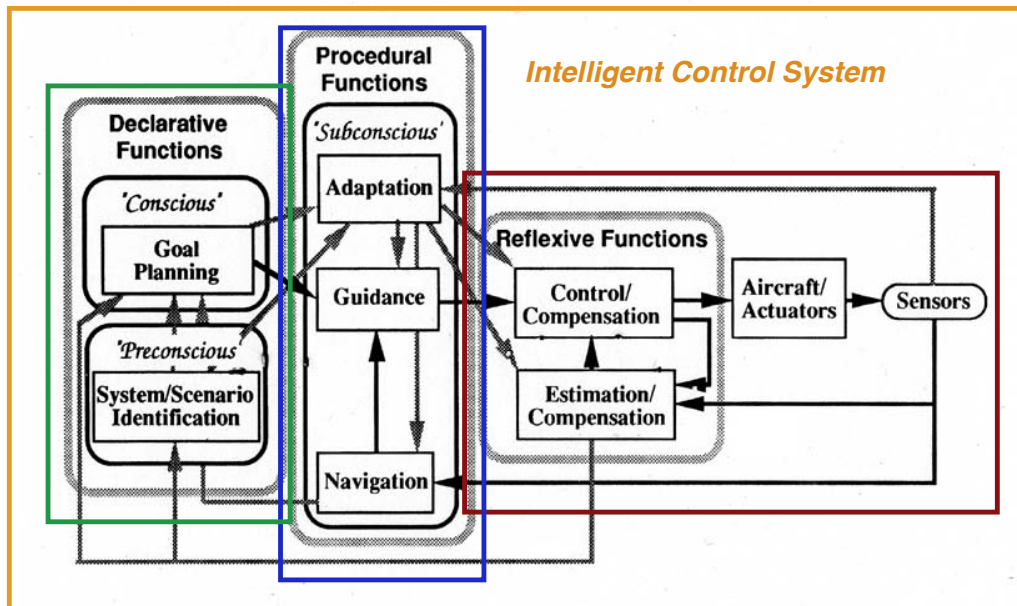 Intelligent Control System
Declarative
Functions
"Conscious"
Goal
Planning
"Preconscious"
System/Scenario
Identification
Procedural
Functions
"Subconscious"
Adaptation
Guidance
Navigation
Reflexive Functions
Control/
Compensation
Estimation/
Compensation
Aircraft/
Actuators
Sensors